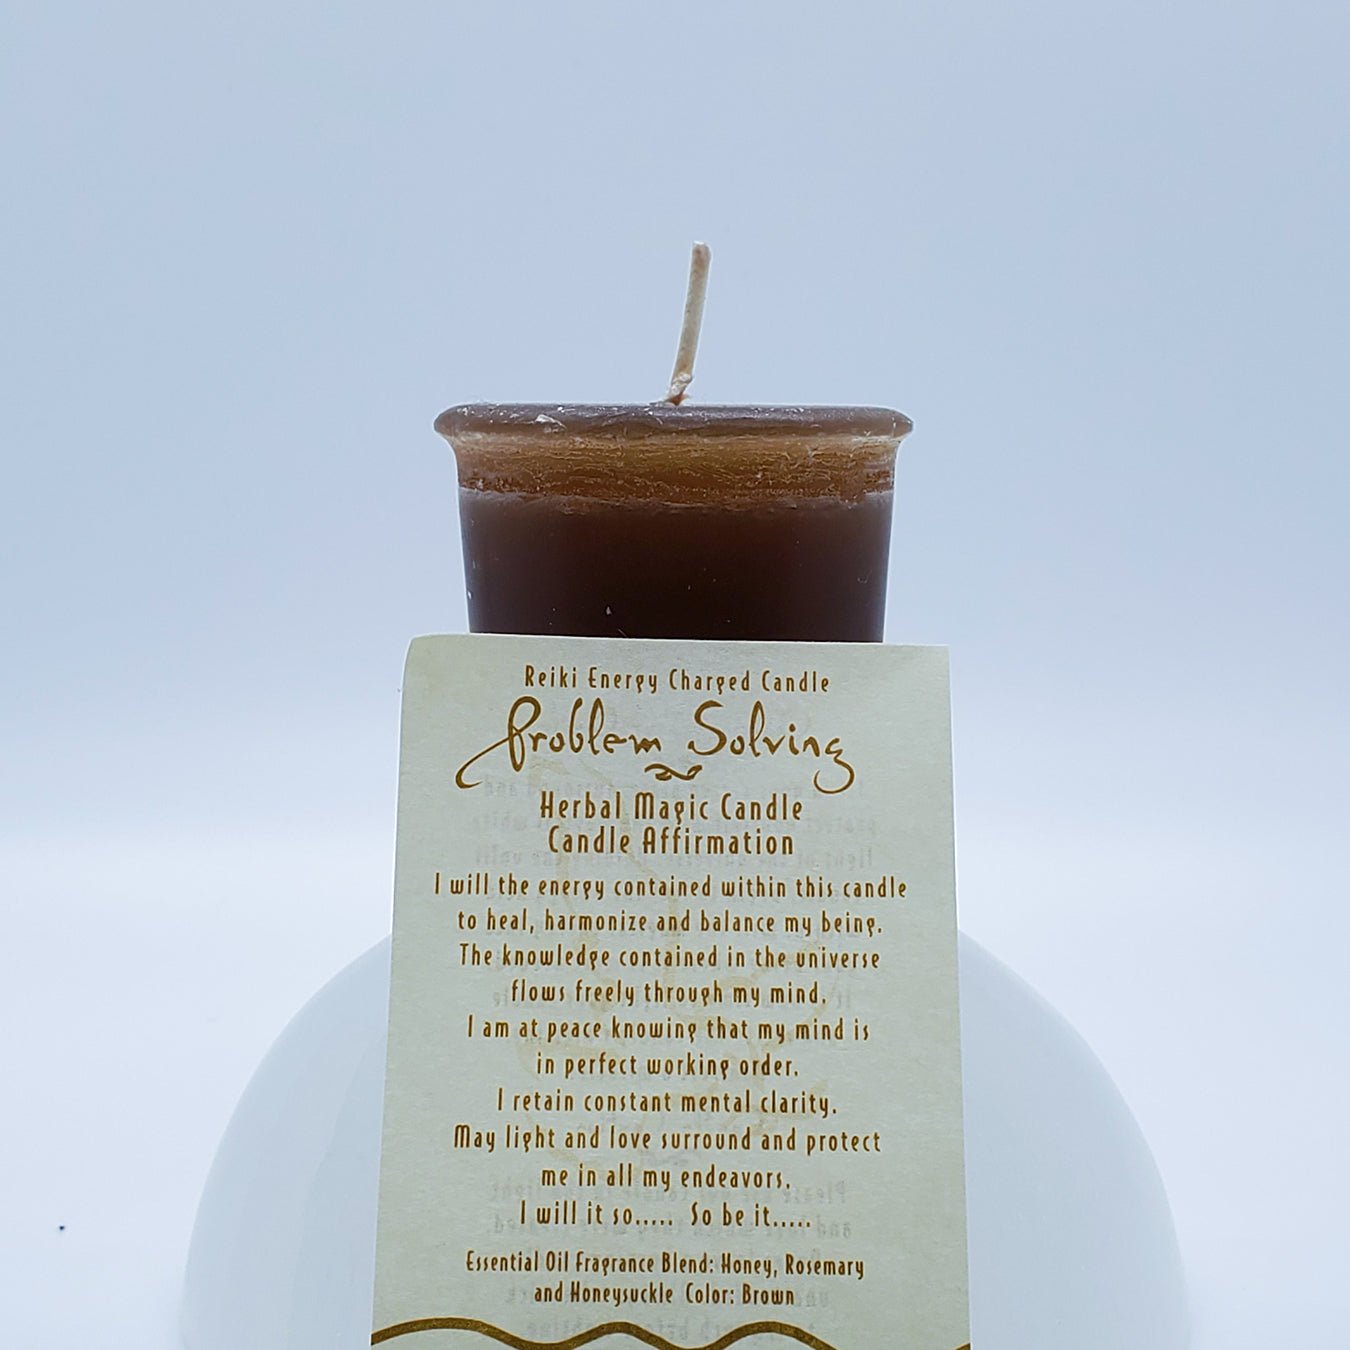 Reiki Energy Charged Candle
Problem Solving
Herbal Magic Candle
Candle Affirmation
I will the energy contained within this candle
to heal, harmonize and balance my being.
The knowledge contained in the universe
flows freely through my mind.
I am at peace knowing that my mind is
in perfect working order.
I retain constant mental clarity.
May light and love surround and protect
me in all my endeavors.
I will it so..... So be it.....
Essential Oil Fragrance Blend: Honey, Rosemary
and Honeysuckle Color: Brown